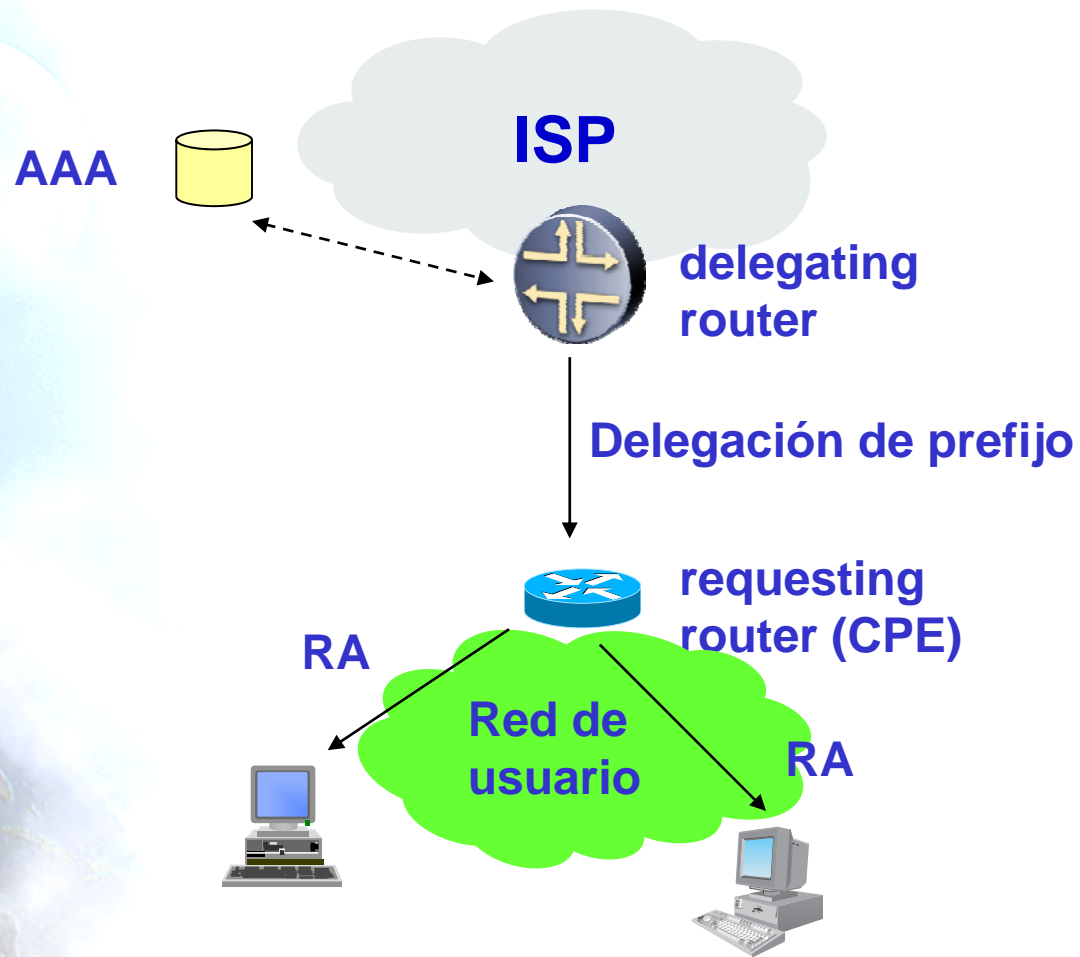 ISP
AAA
delegating
router
Delegación de prefijo
requesting
router (CPE)
RA
Red de
usuario
RA